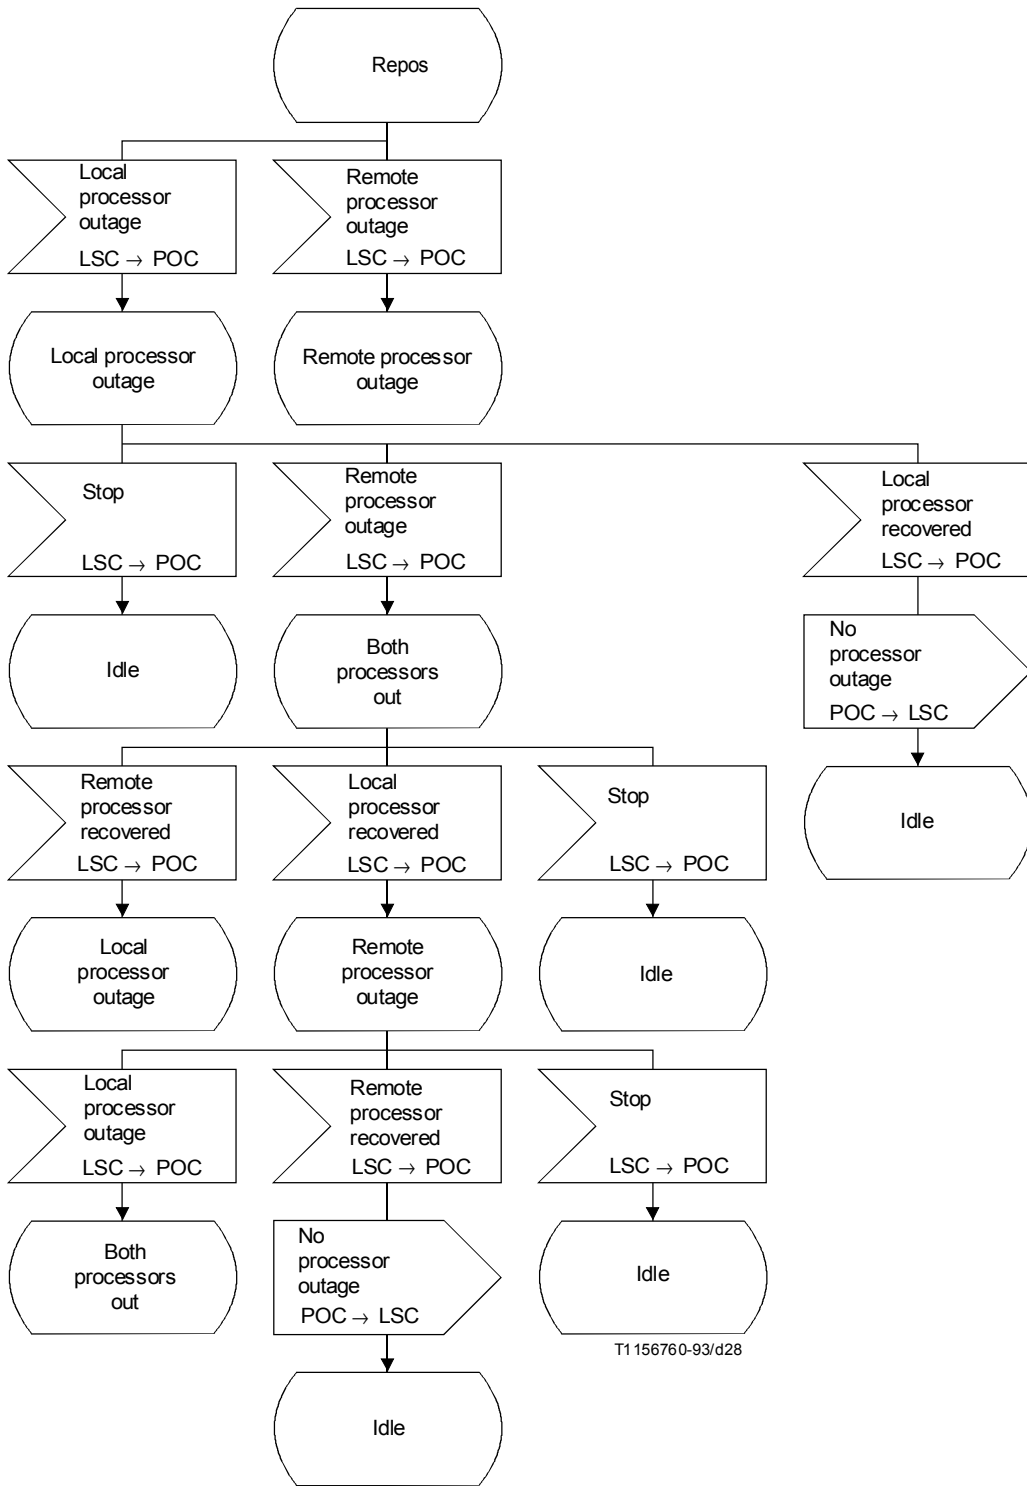 Repos
Local
processor
outage
LSC → POC
Remote
processor
outage
LSC → POC
Local processor
outage
Remote processor
outage
Stop
LSC → POC
Remote
processor
outage
LSC → POC
Local
processor
recovered
LSC → POC
Idle
Both
processors
out
No
processor
outage
POC → LSC
Remote
processor
recovered
LSC → POC
Local
processor
recovered
LSC → POC
Stop
LSC → POC
Idle
Local
processor
outage
Remote
processor
outage
Idle
Local
processor
outage
LSC → POC
Remote
processor
recovered
LSC → POC
Stop
LSC → POC
Both
processors
out
No
processor
outage
POC → LSC
Idle
T1156760-93/d28
Idle